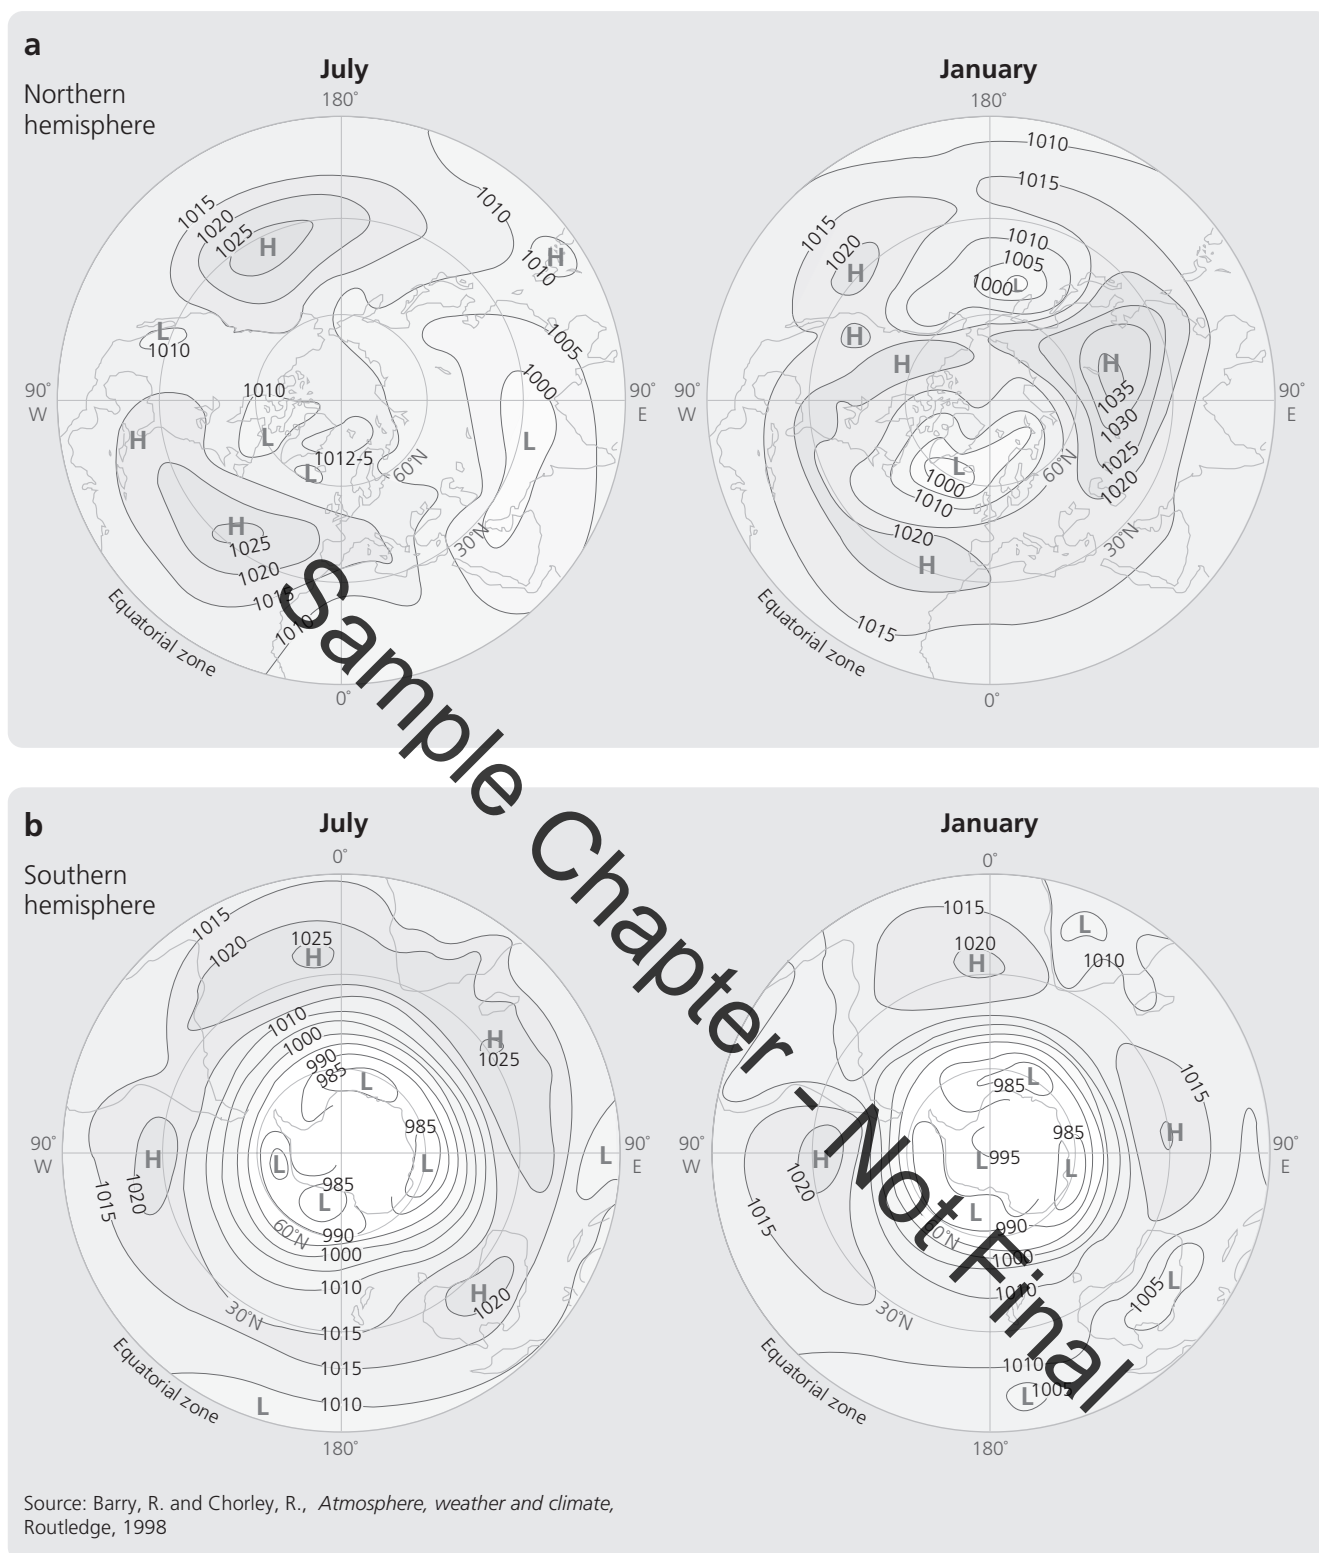 a
Northern
hemisphere
July
180°
1015
1020
1025
H
1010
H
1010
L
1010
1005
1000
90°
W
90°
E
1010
H
L
L
1012-5
L
60°N
H
1025
1020
1015
1010
30°N
Equatorial zone
0°
January
180°
1010
1015
1015
1020
H
1010
1005
1000
L
H
H
H
90°
W
90°
E
1035
1030
1025
1020
60°N
L
1000
1010
1020
H
30°N
1015
Equatorial zone
0°
Sample Chapter - Not Final
b
Southern
hemisphere
July
0°
1015
1020
1025
H
1010
1000
990
985
L
H
1025
985
90°
W
90°
E
H
L
L
L
1020
1015
985
L
60°N
990
1000
1010
H
1020
30°N
1015
1015
1010
L
Equatorial zone
180°
January
0°
1015
1020
H
L
1010
985
L
1015
985
H
90°
W
90°
E
H
L
995
L
1020
1015
L
60°N
990
1000
1010
L
1005
30°N
1010
L
1005
Equatorial zone
180°
Source: Barry, R. and Chorley, R., Atmosphere, weather and climate,
Routledge, 1998